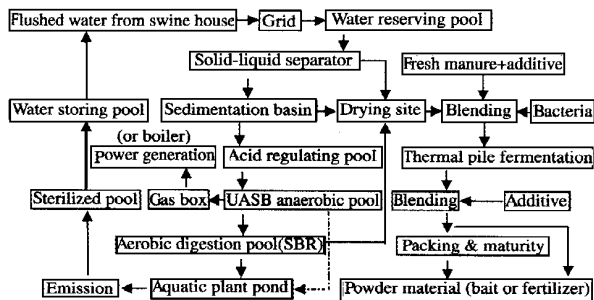 Flushed water from swine house
Grid
Water reserving pool
Solid-liquid separator
Fresh manure+additive
Water storing pool
Sedimentation basin
Drying site
Blending
Bacteria
(or boiler)
power generation
Acid regulating pool
Thermal pile fermentation
Sterilized pool
Gas box
UASB anaerobic pool
Blending
Additive
Aerobic digestion pool(SBR)
Packing & maturity
Emission
Aquatic plant pond
Powder material (bait or fertilizer)